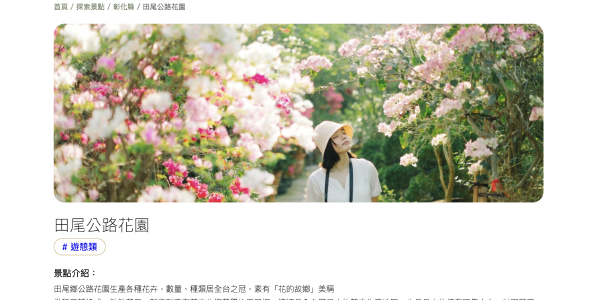 首頁 / 探索景點 / 彰化縣 / 田尾公路花園
田尾公路花園
# 遊憩類
景點介紹：
田尾鄉公路花園生產各種花卉，數量、種類居全台之冠，素有「花的故鄉」美稱